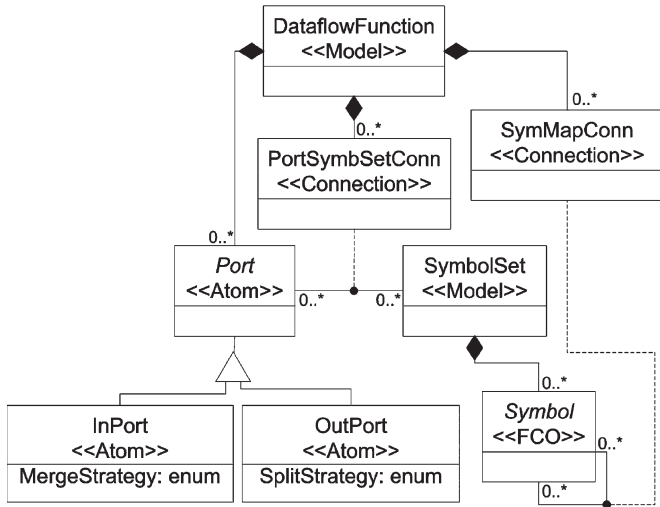 DataflowFunction
<<Model>>
0..*
PortSymbSetConn
<<Connection>>
0..*
SymMapConn
<<Connection>>
0..*
Port
<<Atom>>
0..*
0..*
SymbolSet
<<Model>>
0..*
Symbol
<<FCO>>
0..*
0..*
InPort
<<Atom>>
MergeStrategy: enum
OutPort
<<Atom>>
SplitStrategy: enum